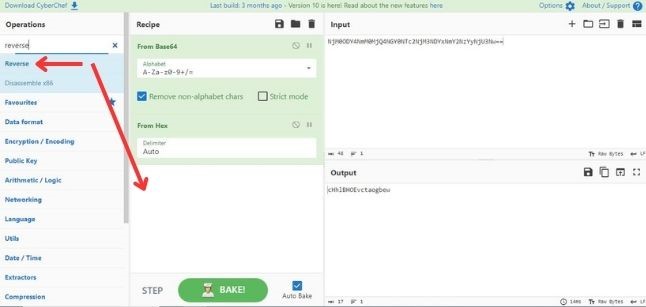 Download CyberChef
Last build: 3 months ago - Version 10 is here! Read about the new features here
Options
About / Support
Operations
reverse
Reverse
Disassemble x86
Favourites
Data format
Encryption / Encoding
Public Key
Arithmetic / Logic
Networking
Language
Utils
Date / Time
Extractors
Compression
Recipe
From Base64
Alphabet
A-Za-z0-9+/=
Remove non-alphabet chars
Strict mode
From Hex
Delimiter
Auto
STEP
BAKE!
Auto Bake
Input
NjM0ODY4NmM0MjQ4NGY0NTc2NjM3NDYxNmY2NzYyNjU3Nw==
48
1
Raw Bytes
LF
Output
cHhlBHOEvctaogbew
17
1
14ms
Raw Bytes
LF